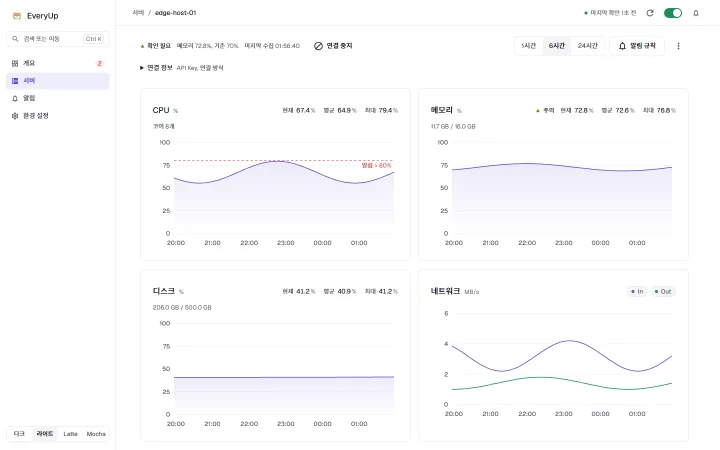 EveryUp
검색 또는 이동 Ctrl K
개요 2
서버
알림
환경 설정
다크 라이트 Latte Mocha
서버 / edge-host-01
마지막 확인 1초 전
▲ 확인 필요 메모리 72.8%, 기준 70% 마지막 수집 01:56:40 연결 중지
1시간 6시간 24시간 알림 규칙
▶ 연결 정보 API Key, 연결 방식
CPU % 현재 67.4% 평균 64.9% 최대 79.4%
코어 8개
100
75
50
25
0
알림 > 80%
20:00 21:00 22:00 23:00 00:00 01:00
메모리 % ▲ 주의 현재 72.8% 평균 72.6% 최대 76.8%
11.7 GB / 16.0 GB
100
75
50
25
0
20:00 21:00 22:00 23:00 00:00 01:00
디스크 % 현재 41.2% 평균 40.9% 최대 41.2%
206.0 GB / 500.0 GB
100
75
50
25
0
20:00 21:00 22:00 23:00 00:00 01:00
네트워크 MB/s In Out
6
4
2
0
20:00 21:00 22:00 23:00 00:00 01:00